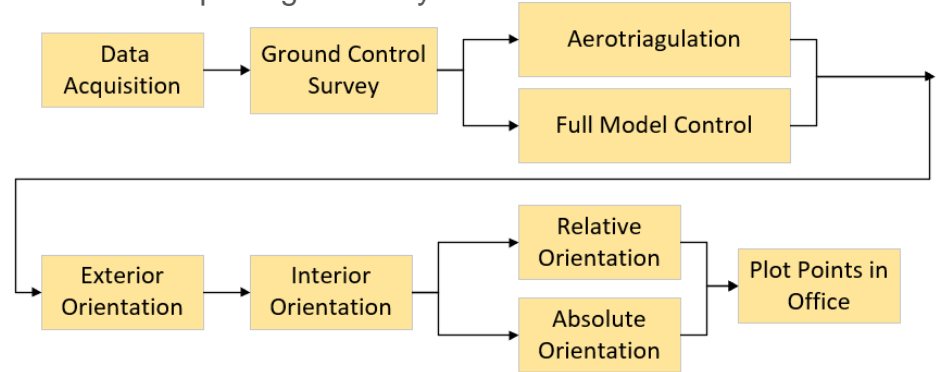 Data
Acquisition
Ground Control
Survey
Aerotriagulation
Full Model Control
Exterior
Orientation
Interior
Orientation
Relative
Orientation
Absolute
Orientation
Plot Points in
Office